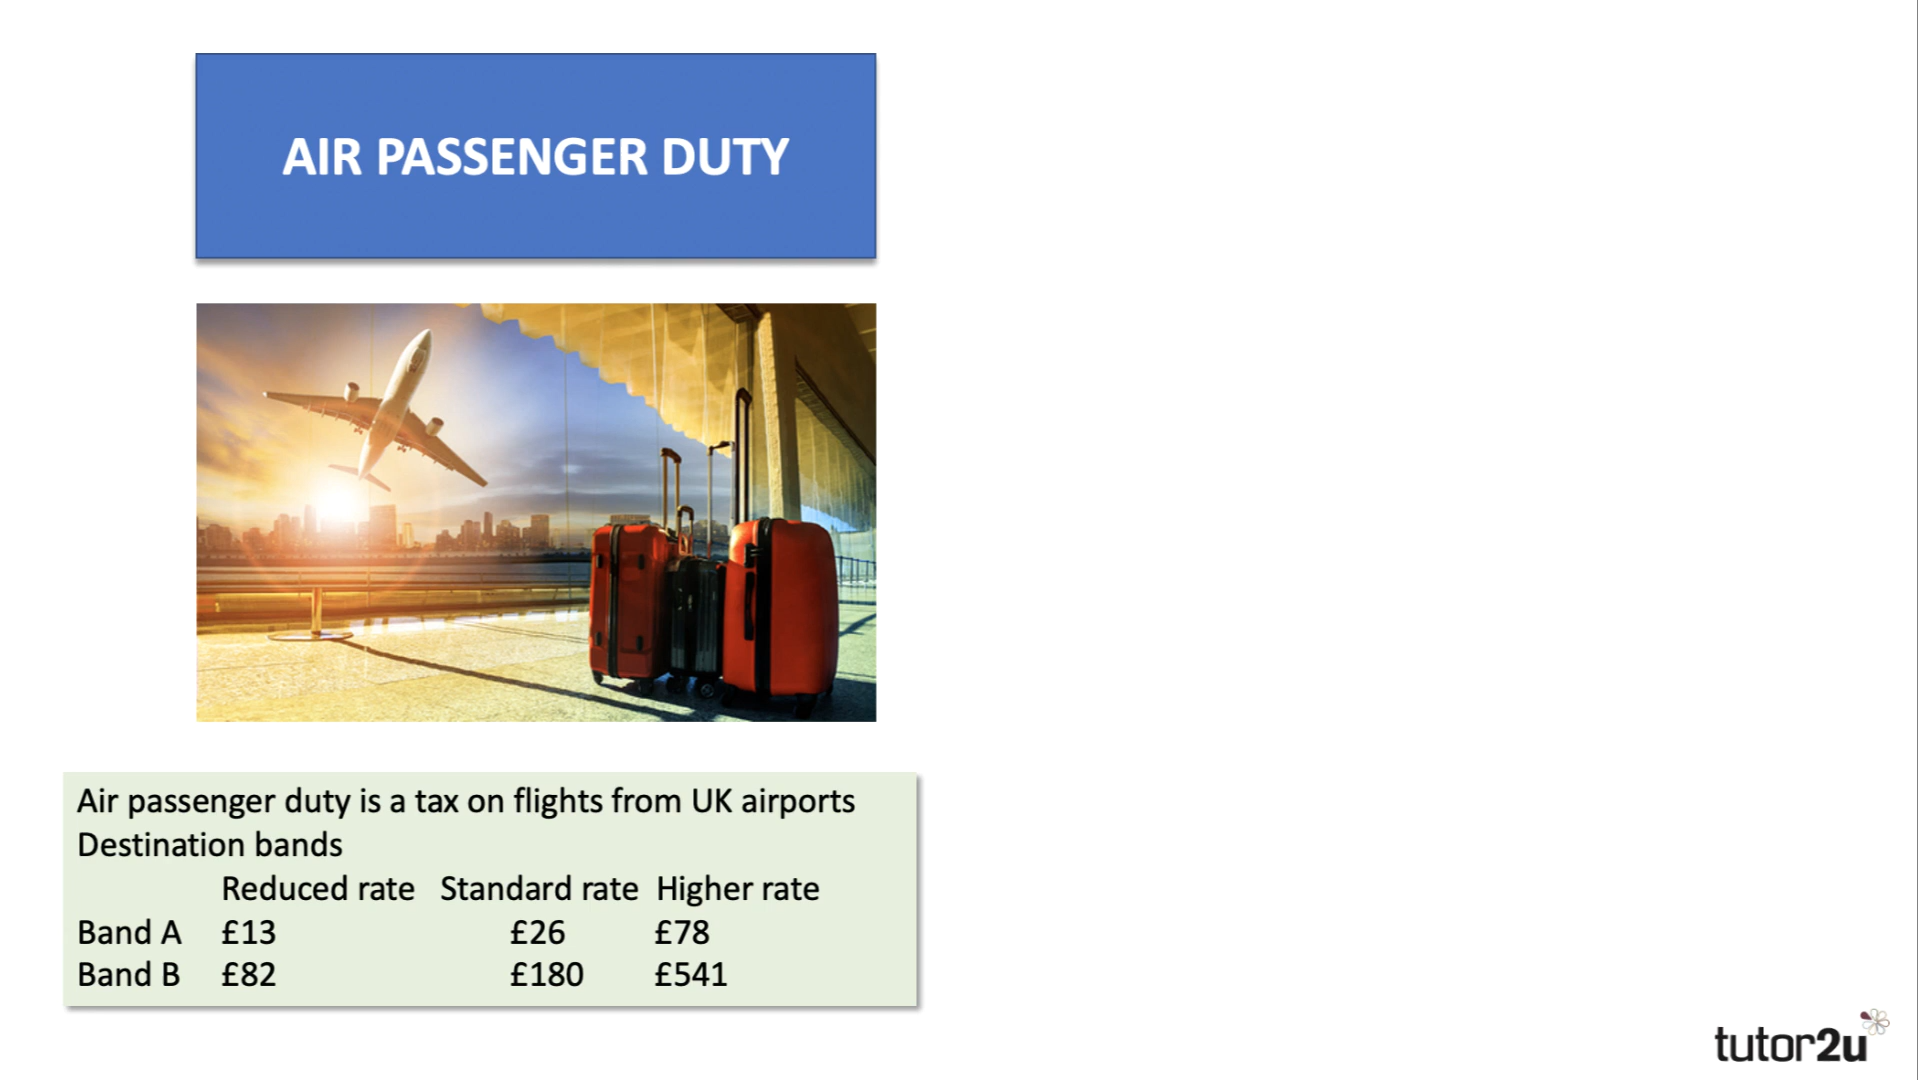 AIR PASSENGER DUTY
Air passenger duty is a tax on flights from UK airports
Destination bands
Reduced rate Standard rate Higher rate
Band A £13 £26 £78
Band B £82 £180 £541
tutor2u